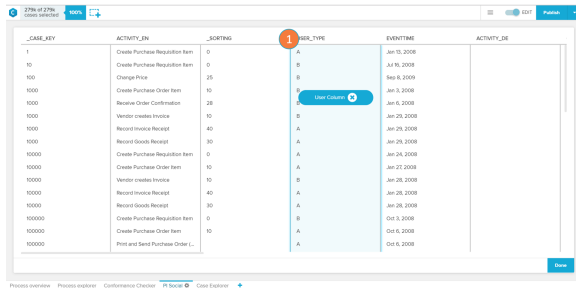 279k of 279k
cases selected
100%
EDIT
Publish
_CASE_KEY ACTIVITY_EN _SORTING 1 USER_TYPE EVENTTIME ACTIVITY_DE
1 Create Purchase Requisition Item 0 A Jan 13, 2008
10 Create Purchase Requisition Item 0 B Jul 16, 2008
100 Change Price 25 B Sep 8, 2009
1000 Create Purchase Order Item 10 B Jan 3, 2008
User Column
1000 Receive Order Confirmation 28 B Jan 6, 2008
1000 Vendor creates invoice 10 B Jan 29, 2008
1000 Record Invoice Receipt 40 A Jan 29, 2008
1000 Record Goods Receipt 30 A Jan 29, 2008
10000 Create Purchase Requisition Item 0 A Jan 24, 2008
10000 Create Purchase Order Item 10 A Jan 27, 2008
10000 Vendor creates invoice 10 B Jan 28, 2008
10000 Record Invoice Receipt 40 A Jan 28, 2008
10000 Record Goods Receipt 30 A Jan 28, 2008
100000 Create Purchase Requisition Item 0 B Oct 3, 2008
100000 Create Purchase Order Item 10 A Oct 6, 2008
100000 Print and Send Purchase Order (... A Oct 6, 2008
Done
Process overview Process explorer Conformance Checker PI Social Case Explorer +